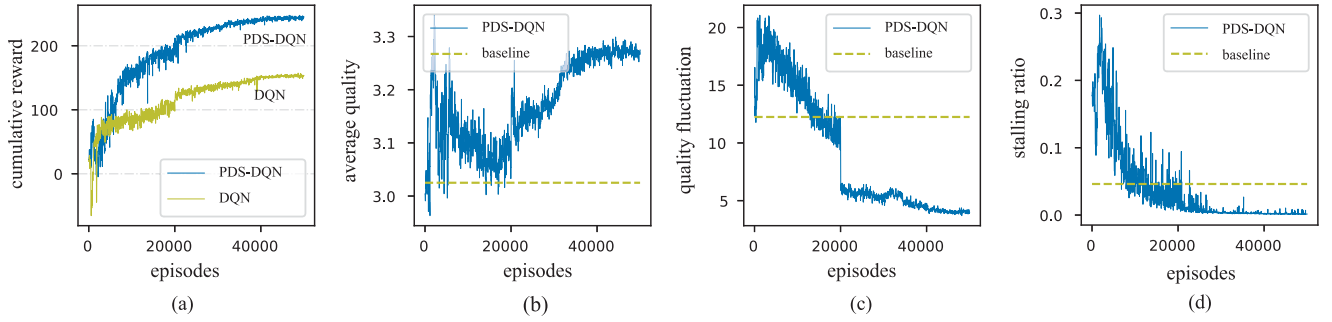 cumulative reward
200
100
0
PDS-DQN
DQN
PDS-DQN
DQN
0 20000 40000
episodes
(a)
average quality
3.3
3.2
3.1
3.0
PDS-DQN
baseline
0 20000 40000
episodes
(b)
quality fluctuation
20
15
10
5
PDS-DQN
baseline
0 20000 40000
episodes
(c)
stalling ratio
0.3
0.2
0.1
0.0
PDS-DQN
baseline
0 20000 40000
episodes
(d)